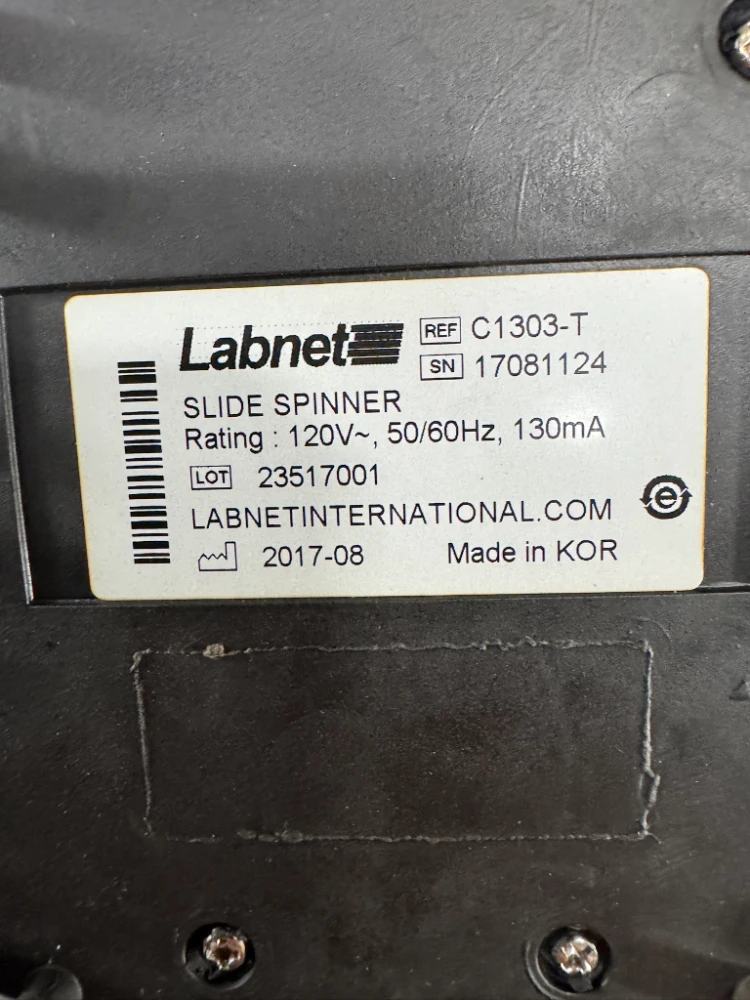 Labnet
REF C1303-T
SN 17081124
SLIDE SPINNER
Rating : 120V~, 50/60Hz, 130mA
LOT 23517001
LABNETINTERNATIONAL.COM
e
2017-08 Made in KOR